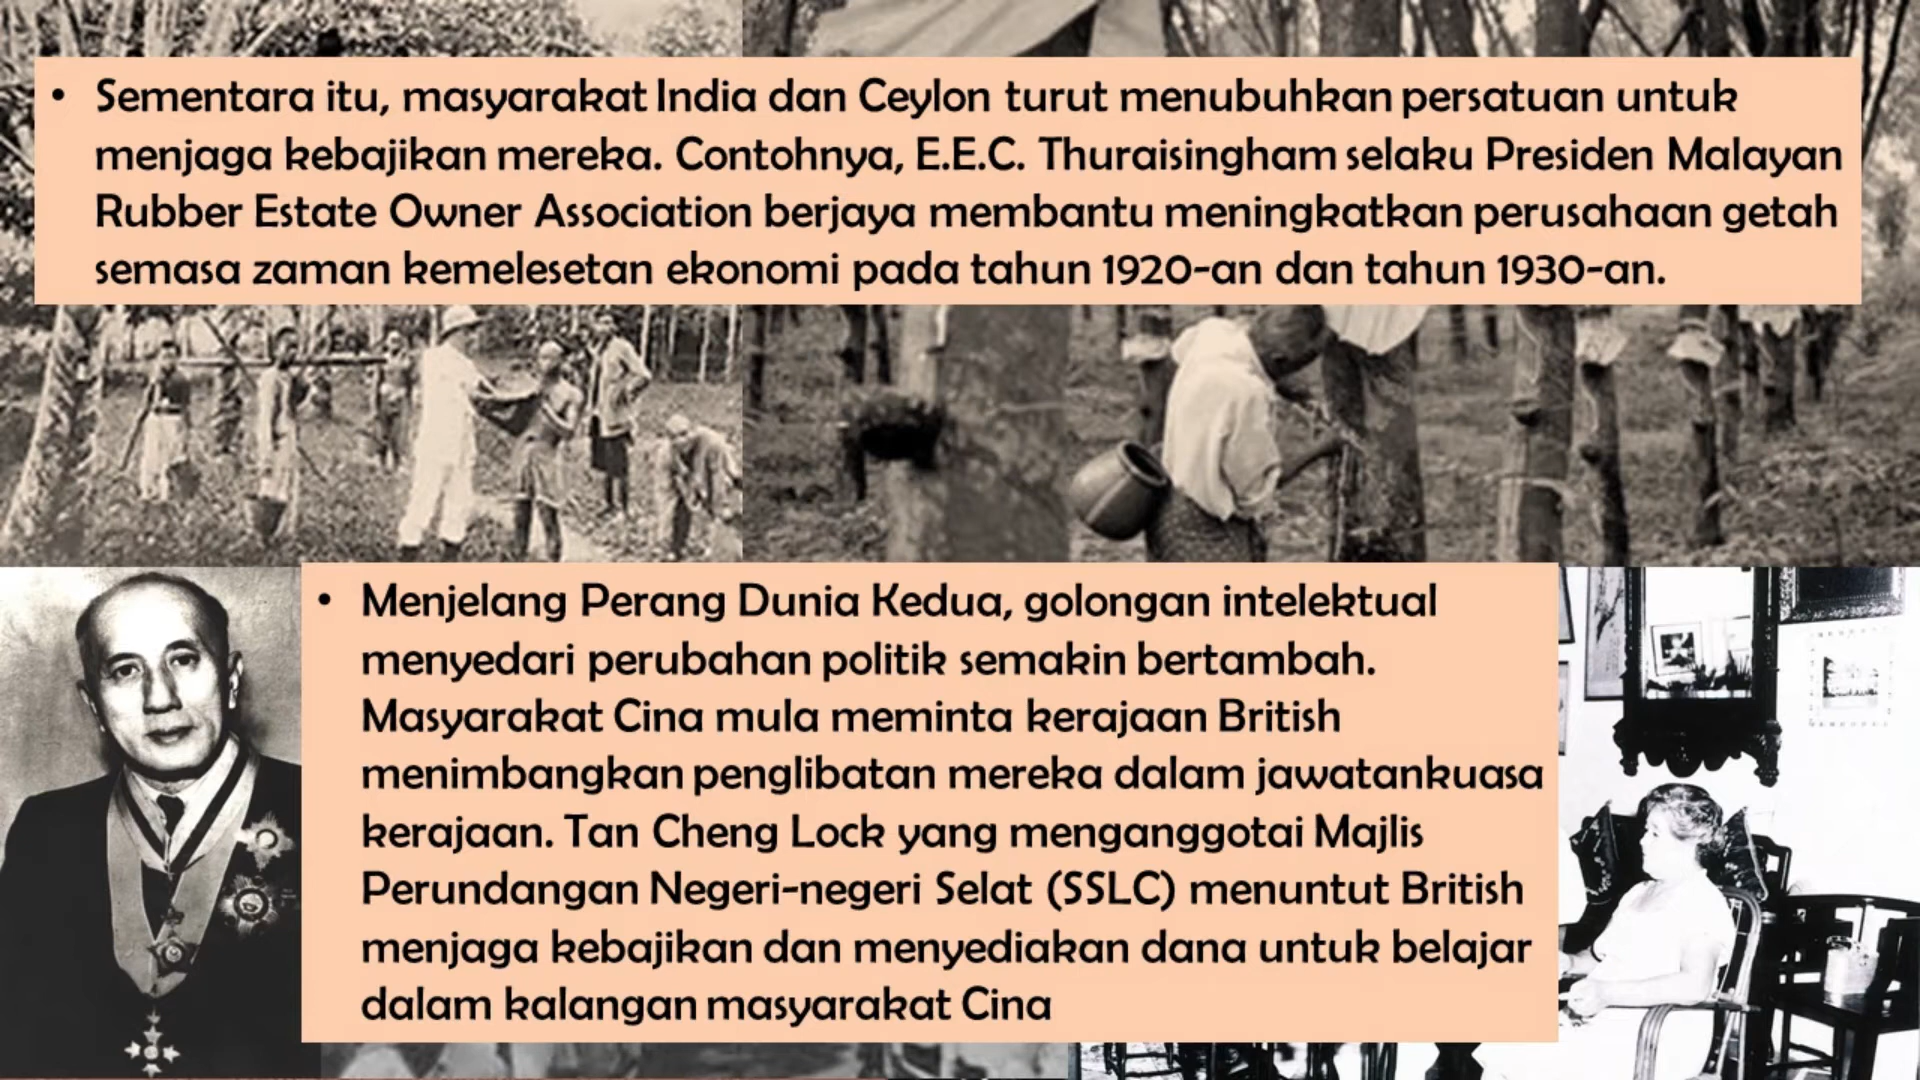 • Sementara itu, masyarakat India dan Ceylon turut menubuhkan persatuan untuk
menjaga kebajikan mereka. Contohnya, E.E.C. Thuraisingham selaku Presiden Malayan
Rubber Estate Owner Association berjaya membantu meningkatkan perusahaan getah
semasa zaman kemelesetan ekonomi pada tahun 1920-an dan tahun 1930-an.
• Menjelang Perang Dunia Kedua, golongan intelektual
menyedari perubahan politik semakin bertambah.
Masyarakat Cina mula meminta kerajaan British
menimbangkan penglibatan mereka dalam jawatankuasa
kerajaan. Tan Cheng Lock yang menganggotai Majlis
Perundangan Negeri-negeri Selat (SSLC) menuntut British
menjaga kebajikan dan menyediakan dana untuk belajar
dalam kalangan masyarakat Cina